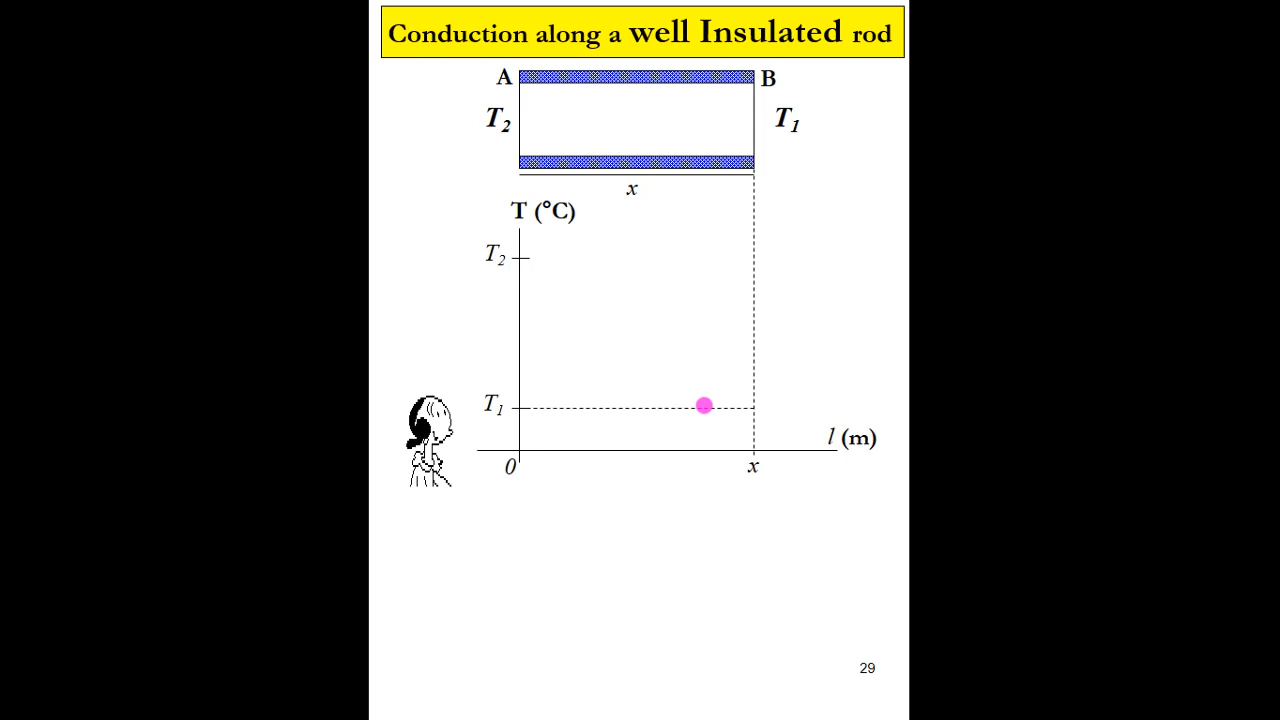 Conduction along a well Insulated rod
A B
T₂ T₁
x
T (°C)
T₂
T₁
l (m)
0 x
29